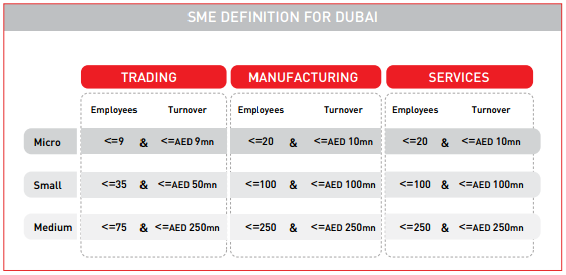 SME DEFINITION FOR DUBAI
TRADING MANUFACTURING SERVICES
Employees Turnover Employees Turnover Employees Turnover
Micro <=9 & <=AED 9mn <=20 & <=AED 10mn <=20 & <=AED 10mn
Small <=35 & <=AED 50mn <=100 & <=AED 100mn <=100 & <=AED 100mn
Medium <=75 & <=AED 250mn <=250 & <=AED 250mn <=250 & <=AED 250mn